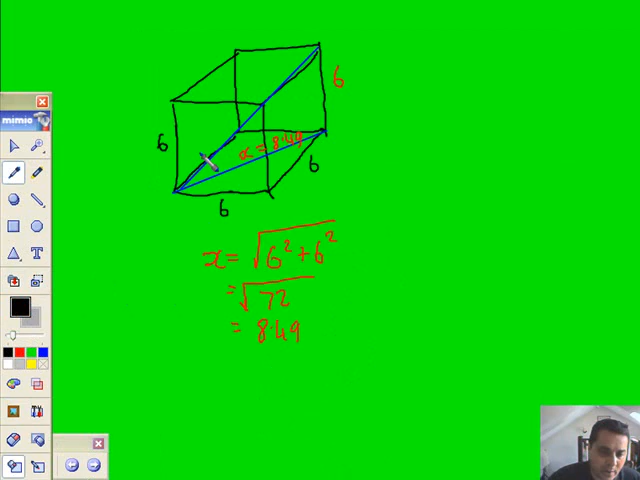 mimio
6
6
x = 8.49
6
6
x = √6² + 6²
= √72
= 8.49
A
T